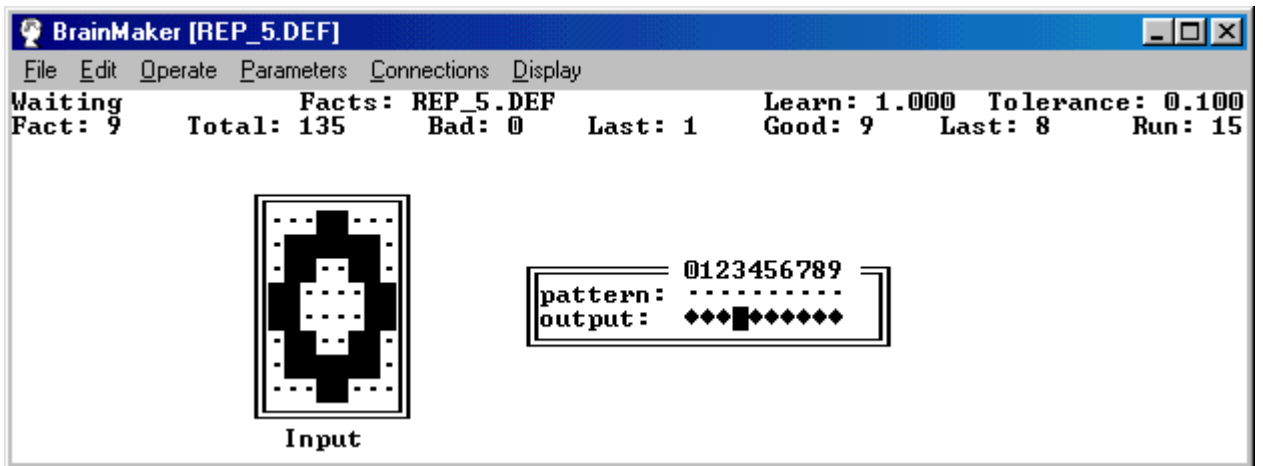 BrainMaker [REP_5.DEF]
File Edit Operate Parameters Connections Display
Waiting Facts: REP_5.DEF Learn: 1.000 Tolerance: 0.100
Fact: 9 Total: 135 Bad: 0 Last: 1 Good: 9 Last: 8 Run: 15
0123456789
pattern: ----------
output: ♦♦♦█♦♦♦♦♦♦
Input